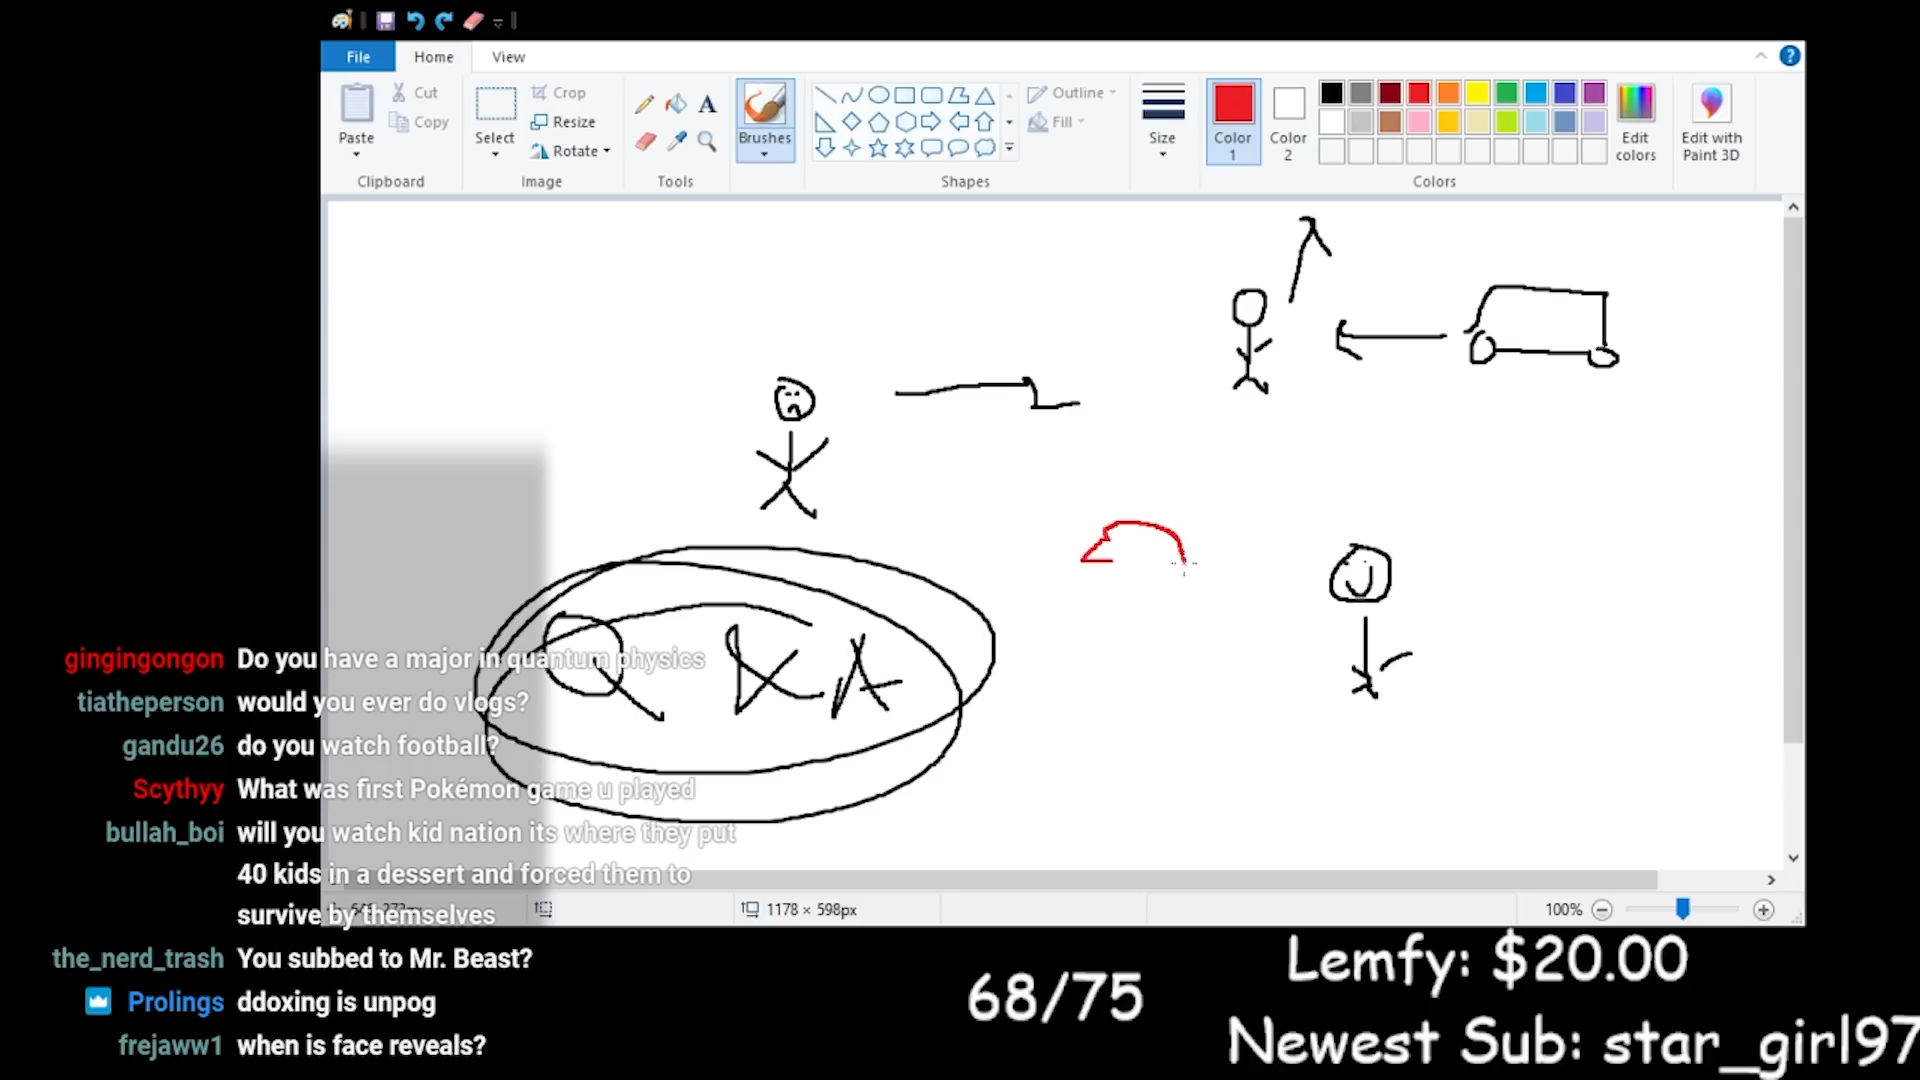 File Home View
Paste
Cut
Copy
Clipboard
Select
Crop
Resize
Rotate
Image
A
Tools
Brushes
Shapes
Outline
Fill
Size
Color 1
Color 2
Edit colors
Edit with Paint 3D
Colors
Q & A
gingingongon Do you have a major in quantum physics
tiatheperson would you ever do vlogs?
gandu26 do you watch football?
Scythyy What was first Pokémon game u played
bullah_boi will you watch kid nation its where they put
40 kids in a dessert and forced them to
survive by themselves
the_nerd_trash You subbed to Mr. Beast?
Prolings ddoxing is unpog
frejaww1 when is face reveals?
1178 × 598px
100%
68/75
Lemfy: $20.00
Newest Sub: star_girl97